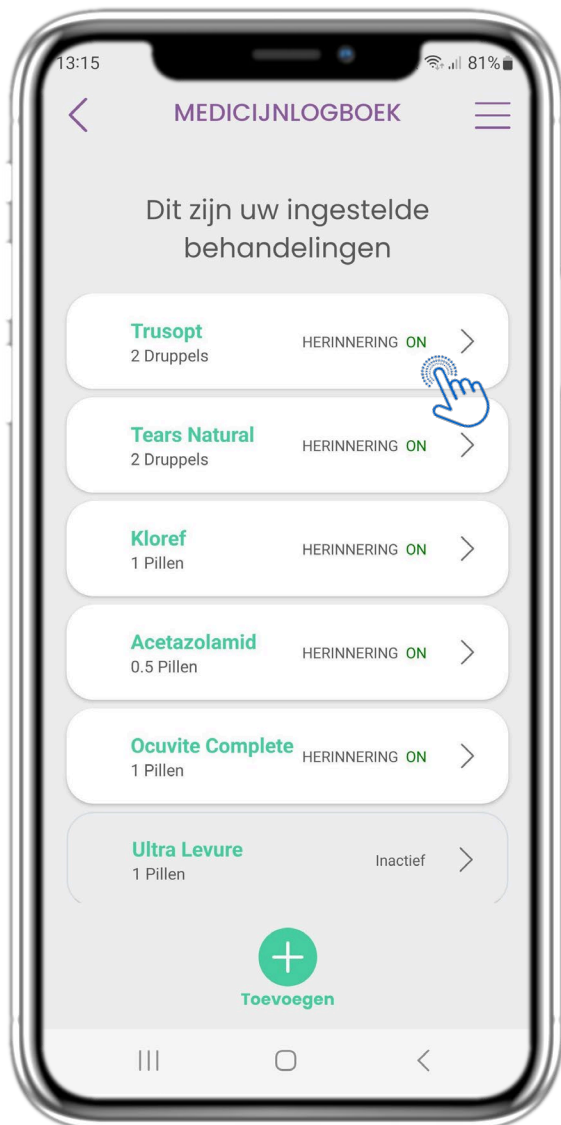 13:15 81%
MEDICIJNLOGBOEK
Dit zijn uw ingestelde
behandelingen
Trusopt
2 Druppels
HERINNERING ON
Tears Natural
2 Druppels
HERINNERING ON
Kloref
1 Pillen
HERINNERING ON
Acetazolamid
0.5 Pillen
HERINNERING ON
Ocuvite Complete
1 Pillen
HERINNERING ON
Ultra Levure
1 Pillen
Inactief
Toevoegen